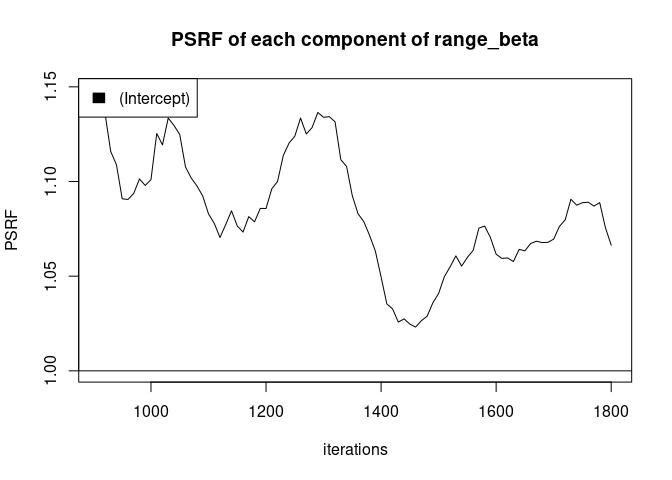 PSRF of each component of range_beta
(Intercept)
PSRF
1.15
1.10
1.05
1.00
1000 1200 1400 1600 1800
iterations